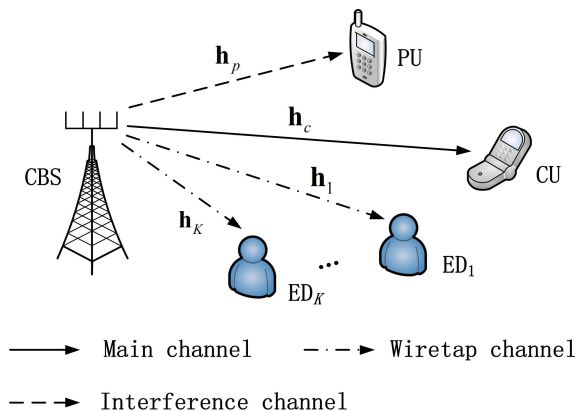 h_p
PU
h_c
CBS
CU
h_1
h_K
ED_K
...
ED_1
Main channel
Wiretap channel
Interference channel